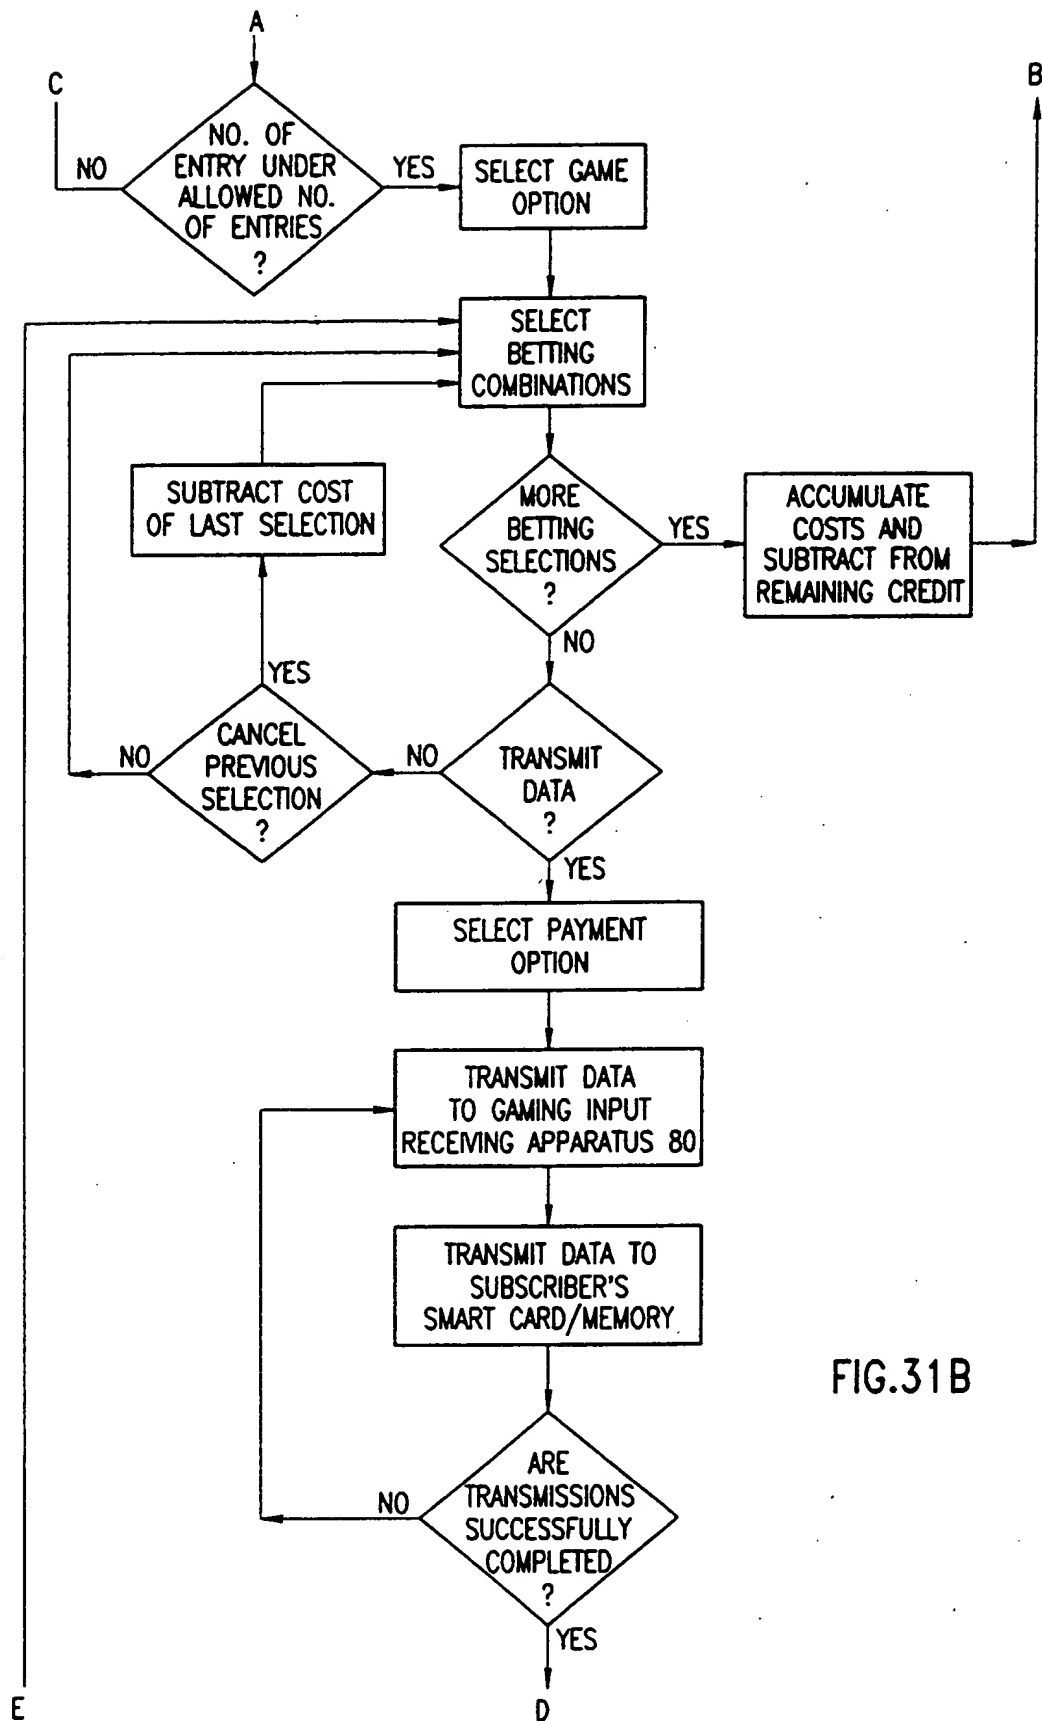 A
C
B
NO. OF
ENTRY UNDER
ALLOWED NO.
OF ENTRIES
?
NO
YES
SELECT GAME
OPTION
SELECT
BETTING
COMBINATIONS
SUBTRACT COST
OF LAST SELECTION
MORE
BETTING
SELECTIONS
?
YES
ACCUMULATE
COSTS AND
SUBTRACT FROM
REMAINING CREDIT
NO
YES
CANCEL
PREVIOUS
SELECTION
?
NO
NO
TRANSMIT
DATA
?
YES
SELECT PAYMENT
OPTION
TRANSMIT DATA
TO GAMING INPUT
RECEIVING APPARATUS 80
TRANSMIT DATA TO
SUBSCRIBER'S
SMART CARD/MEMORY
FIG.31B
ARE
TRANSMISSIONS
SUCCESSFULLY
COMPLETED
?
NO
YES
E
D